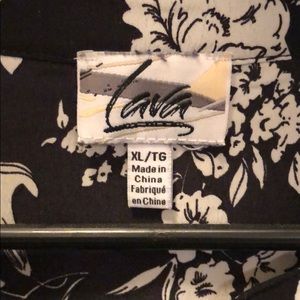 Lava
XL/TG
Made in
China
Fabriqué
en Chine